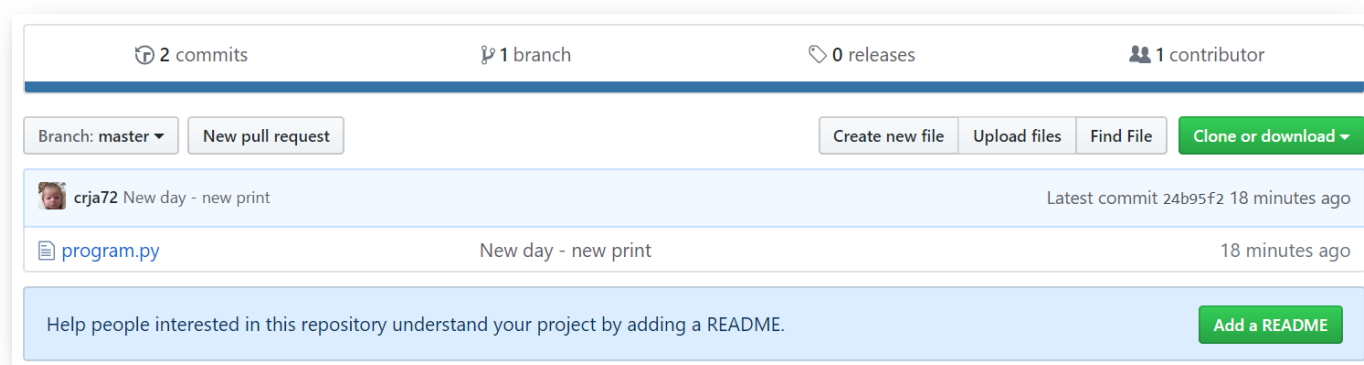 2 commits 1 branch 0 releases 1 contributor
Branch: master New pull request Create new file Upload files Find File Clone or download
crja72 New day - new print Latest commit 24b95f2 18 minutes ago
program.py New day - new print 18 minutes ago
Help people interested in this repository understand your project by adding a README. Add a README